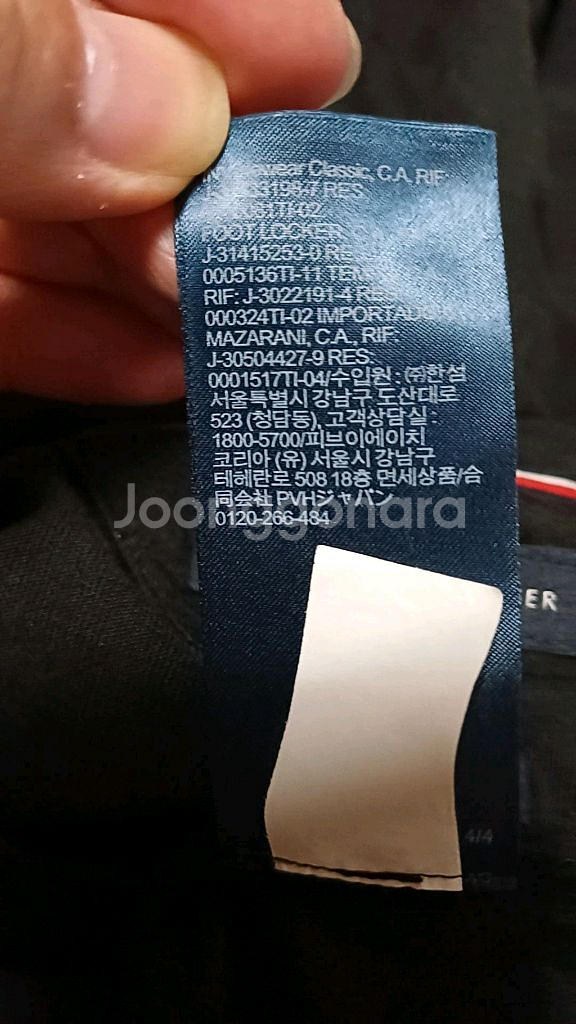 Classic, C.A. RIF:
RES:
FOOT LOCKER
J-31415253-0
0005136TI-11
RIF: J-3022191-4
000324TI-02 IMPORTADO
MAZARANI, C.A., RIF:
J-30504427-9 RES:
0001517TI-04/수입원 : ㈜한섬
서울특별시 강남구 도산대로
523 (청담동), 고객상담실 :
1800-5700/피브이에이치
코리아 (유) 서울시 강남구
테헤란로 508 18층 면세상품/合
同会社 PVHジャパン
0120-266-484
Joonggonara
ER
4/4